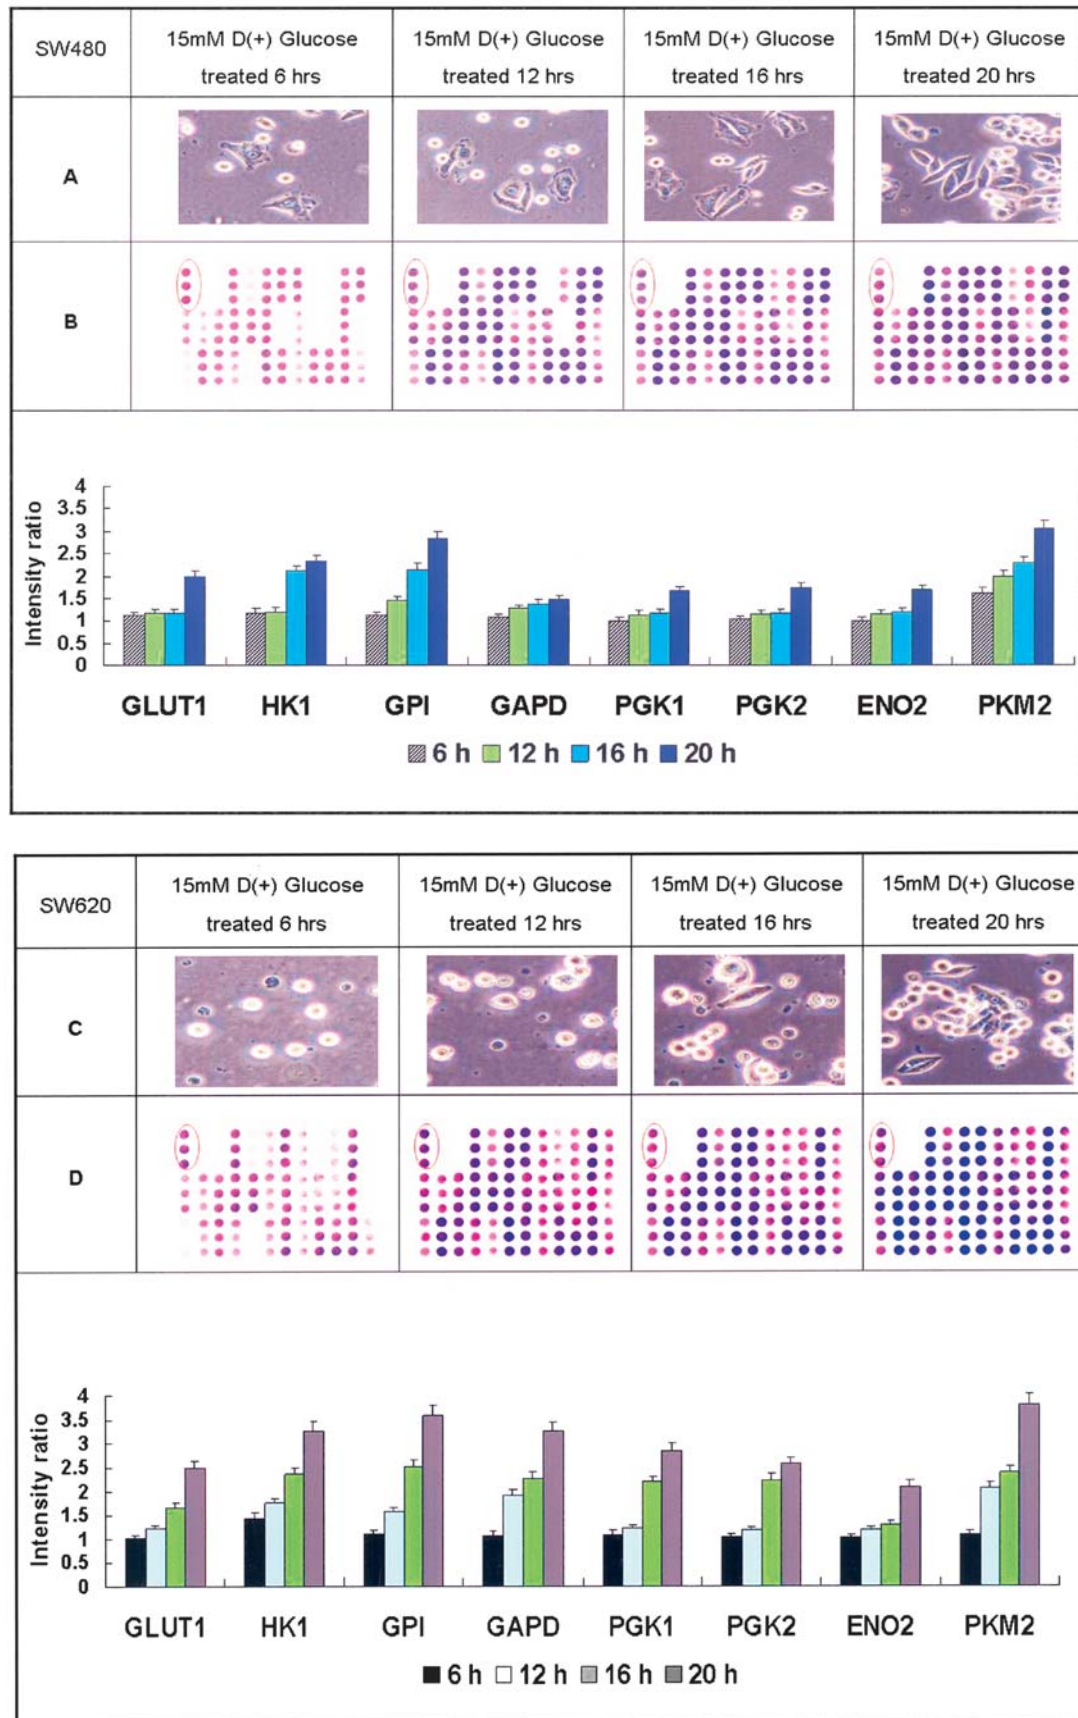 SW480
15mM D(+) Glucose
treated 6 hrs
15mM D(+) Glucose
treated 12 hrs
15mM D(+) Glucose
treated 16 hrs
15mM D(+) Glucose
treated 20 hrs
A
B
Intensity ratio
4
3.5
3
2.5
2
1.5
1
0.5
0
GLUT1 HK1 GPI GAPD PGK1 PGK2 ENO2 PKM2
6 h 12 h 16 h 20 h
SW620
15mM D(+) Glucose
treated 6 hrs
15mM D(+) Glucose
treated 12 hrs
15mM D(+) Glucose
treated 16 hrs
15mM D(+) Glucose
treated 20 hrs
C
D
Intensity ratio
4
3.5
3
2.5
2
1.5
1
0.5
0
GLUT1 HK1 GPI GAPD PGK1 PGK2 ENO2 PKM2
6 h 12 h 16 h 20 h